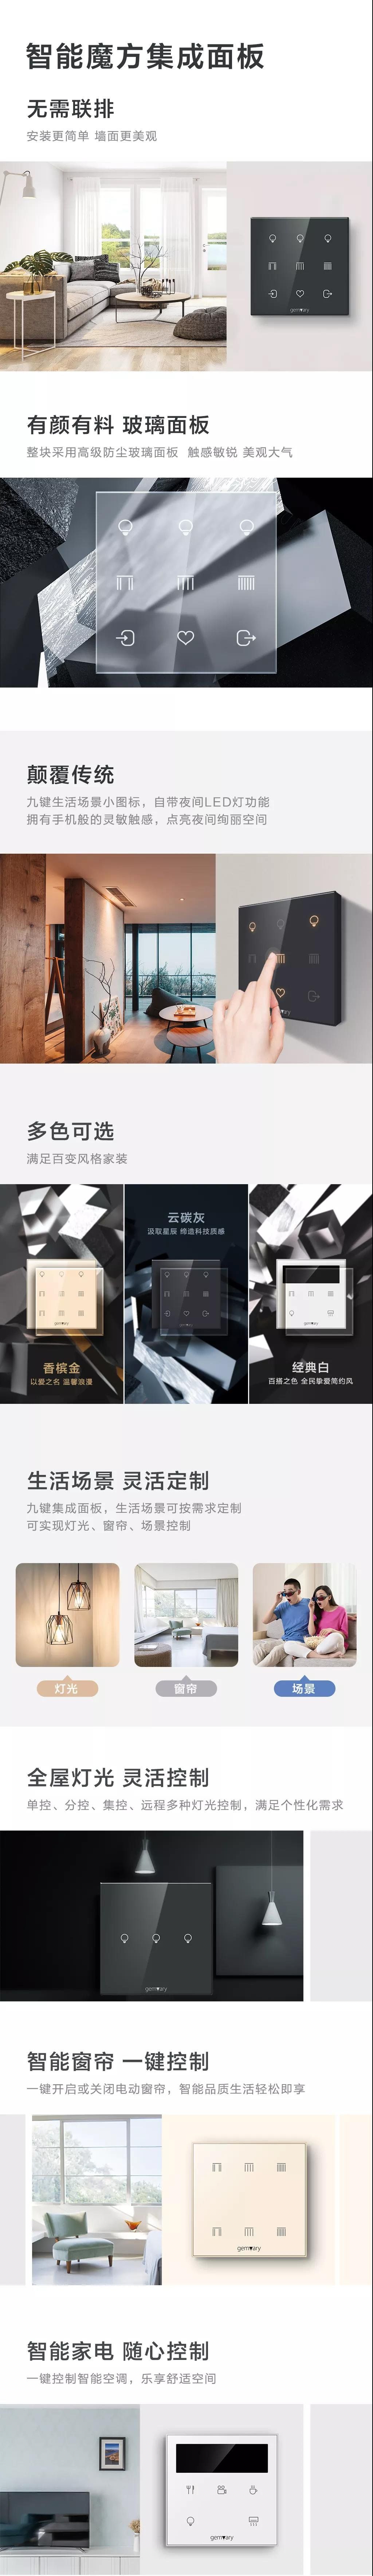 智能魔方集成面板
无需联排
安装更简单 墙面更美观
gemvary
有颜有料 玻璃面板
整块采用高级防尘玻璃面板 触感敏锐 美观大气
颠覆传统
九键生活场景小图标，自带夜间LED灯功能
拥有手机般的灵敏触感，点亮夜间绚丽空间
vary
多色可选
满足百变风格家装
云碳灰
汲取星辰 缔造科技质感
gemvary
gemvary
gemvary
香槟金
以爱之名 温馨浪漫
经典白
百搭之色 全民挚爱简约风
生活场景 灵活定制
九键集成面板，生活场景可按需求定制
可实现灯光、窗帘、场景控制
灯光
窗帘
场景
全屋灯光 灵活控制
单控、分控、集控、远程多种灯光控制，满足个性化需求
gemvary
智能窗帘 一键控制
一键开启或关闭电动窗帘，智能品质生活轻松即享
gemvary
智能家电 随心控制
一键控制智能空调，乐享舒适空间
gemvary